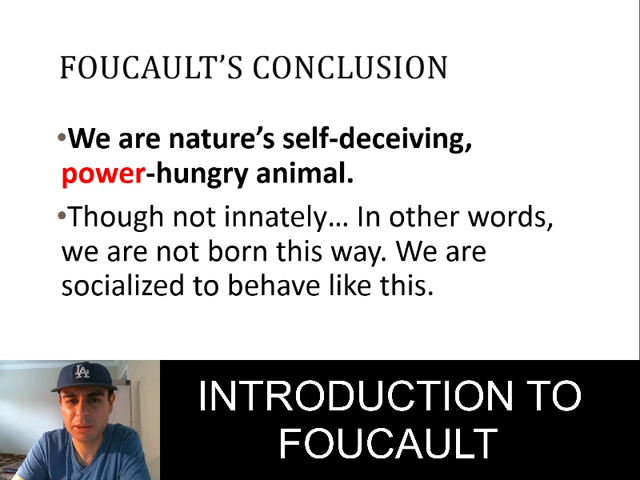 FOUCAULT’S CONCLUSION
•We are nature’s self-deceiving,
power-hungry animal.
•Though not innately… In other words,
we are not born this way. We are
socialized to behave like this.
LA
INTRODUCTION TO
FOUCAULT